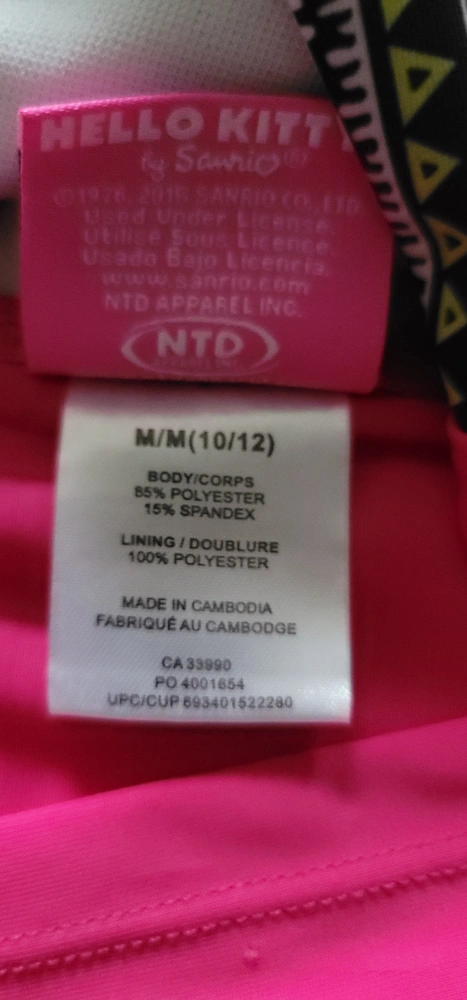 HELLO KITTY
by Sanrio®
©1976, 2016 SANRIO CO., LTD.
Used Under License.
Utilisé Sous Licence.
Usado Bajo Licencia.
www.sanrio.com
NTD APPAREL INC.
NTD
M/M(10/12)
BODY/CORPS
85% POLYESTER
15% SPANDEX
LINING / DOUBLURE
100% POLYESTER
MADE IN CAMBODIA
FABRIQUÉ AU CAMBODGE
CA 33990
PO 4001654
UPC/CUP 693401522280